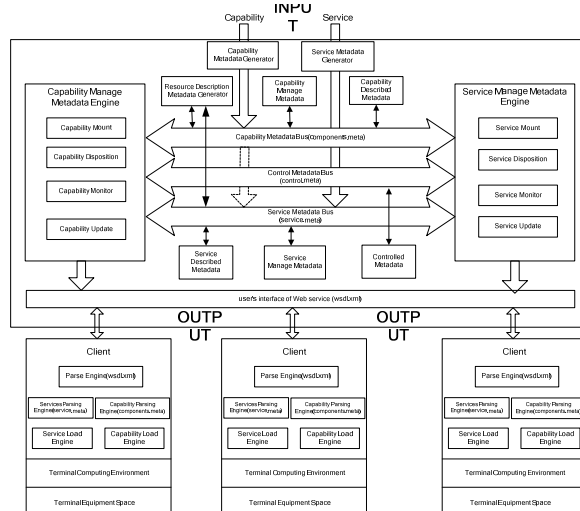 INPU
T
Capability
Service
Capability
Metadata Generator
Service Metadata
Generator
Capability Manage
Metadata Engine
Capability Mount
Capability Disposition
Capability Monitor
Capability Update
Resource Description
Metadata Generator
Capability
Manage
Metadata
Capability
Described
Metadata
Service Manage Metadata
Engine
Service Mount
Service Disposition
Service Monitor
Service Update
Capability Metadata Bus(components.meta)
Control Metadata Bus
(control.meta)
Service Metadata Bus
(service.meta)
Service
Described
Metadata
Service
Manage Metadata
Controlled
Metadata
user's interface of Web service (wsdl.xml)
OUTP
UT
OUTP
UT
Client
Parse Engine(wsdl.xml)
Services Parsing
Engine(service.meta)
Capability Parsing
Engine(components.meta)
Service Load
Engine
Capability Load
Engine
Terminal Computing Environment
Terminal Equipment Space
Client
Parse Engine(wsdl.xml)
Services Parsing
Engine(service.meta)
Capability Parsing
Engine(components.meta)
Service Load
Engine
Capability Load
Engine
Terminal Computing Environment
Terminal Equipment Space
Client
Parse Engine(wsdl.xml)
Services Parsing
Engine(service.meta)
Capability Parsing
Engine(components.meta)
Service Load
Engine
Capability Load
Engine
Terminal Computing Environment
Terminal Equipment Space